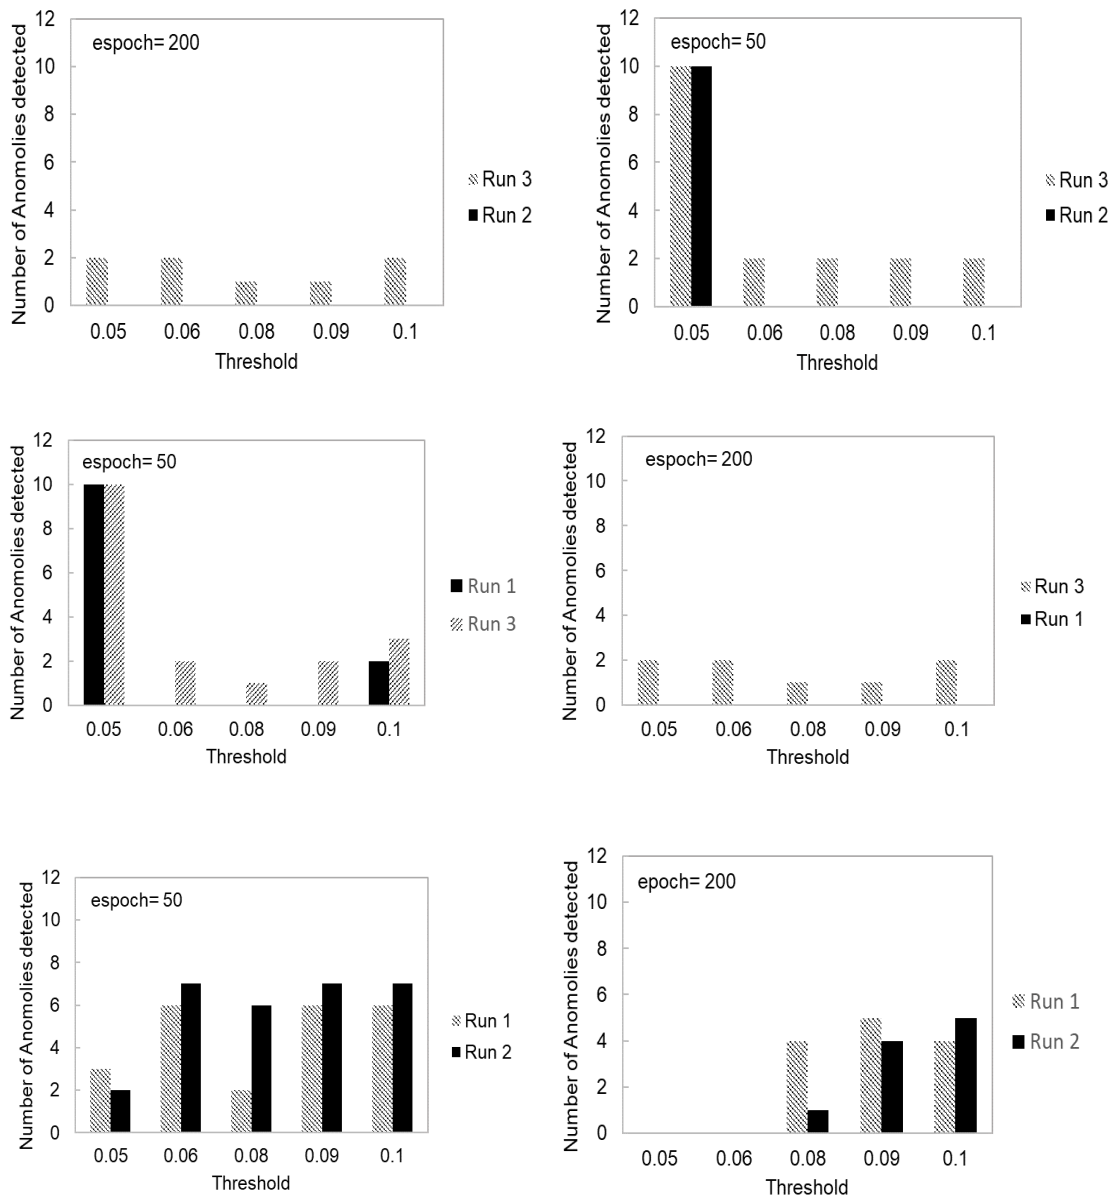 12
espoch= 200
10
8
6
4
2
0
Number of Anomolies detected
0.05 0.06 0.08 0.09 0.1
Threshold
Run 3
Run 2
12
espoch= 50
10
8
6
4
2
0
Number of Anomolies detected
0.05 0.06 0.08 0.09 0.1
Threshold
Run 3
Run 2
12
espoch= 50
10
8
6
4
2
0
Number of Anomolies detected
0.05 0.06 0.08 0.09 0.1
Threshold
Run 1
Run 3
12
espoch= 200
10
8
6
4
2
0
Number of Anomolies detected
0.05 0.06 0.08 0.09 0.1
Threshold
Run 3
Run 1
12
espoch= 50
10
8
6
4
2
0
Number of Anomolies detected
0.05 0.06 0.08 0.09 0.1
Threshold
Run 1
Run 2
12
epoch= 200
10
8
6
4
2
0
Number of Anomolies detected
0.05 0.06 0.08 0.09 0.1
Threshold
Run 1
Run 2